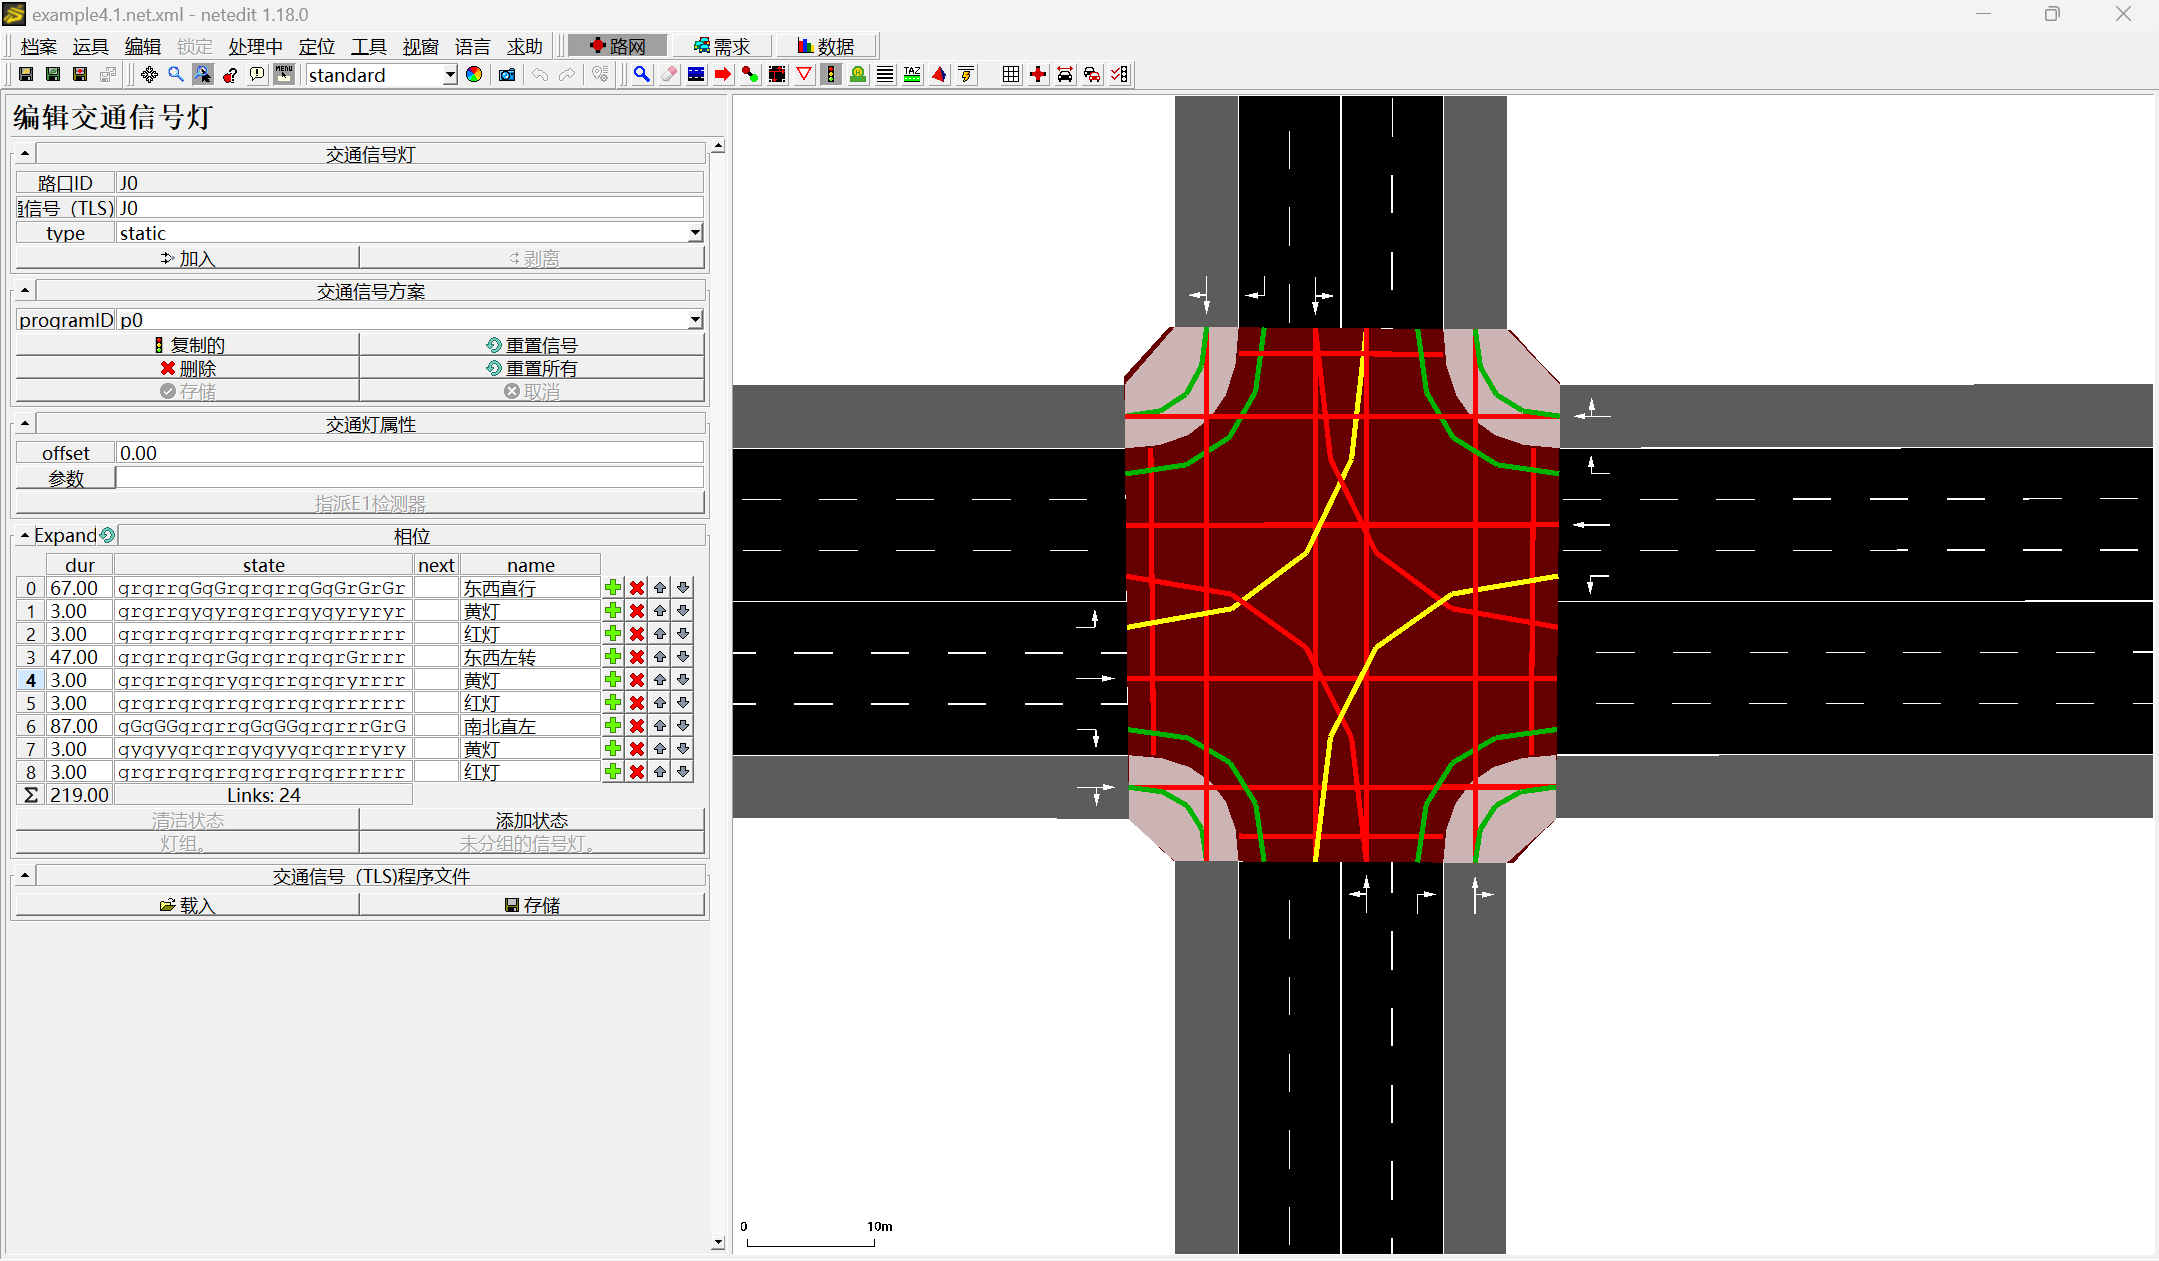 example4.1.net.xml - netedit 1.18.0
档案 运具 编辑 锁定 处理中 定位 工具 视窗 语言 求助 路网 需求 数据
MENU standard TAZ
编辑交通信号灯
交通信号灯
路口ID J0
通信号（TLS) J0
type static
加入 剥离
交通信号方案
programID p0
复制的 重置信号
删除 重置所有
存储 取消
交通灯属性
offset 0.00
参数
指派E1检测器
Expand 相位
dur state next name
0 67.00 grgrrgGgGrgrgrrgGgGrGrGr 东西直行
1 3.00 grgrrgygyrgrgrrgygyryryr 黄灯
2 3.00 grgrrgrgrrgrgrrgrgrrrrrr 红灯
3 47.00 grgrrgrgrGgrgrrgrgrGrrrr 东西左转
4 3.00 grgrrgrgrygrgrrgrgryrrrr 黄灯
5 3.00 grgrrgrgrrgrgrrgrgrrrrrr 红灯
6 87.00 gGgGGgrgrrgGgGGgrgrrrGrG 南北直左
7 3.00 gygyygrgrrgygyygrgrrryry 黄灯
8 3.00 grgrrgrgrrgrgrrgrgrrrrrr 红灯
Σ 219.00 Links: 24
清洁状态 添加状态
灯组。 未分组的信号灯。
交通信号（TLS)程序文件
载入 存储
0 10m